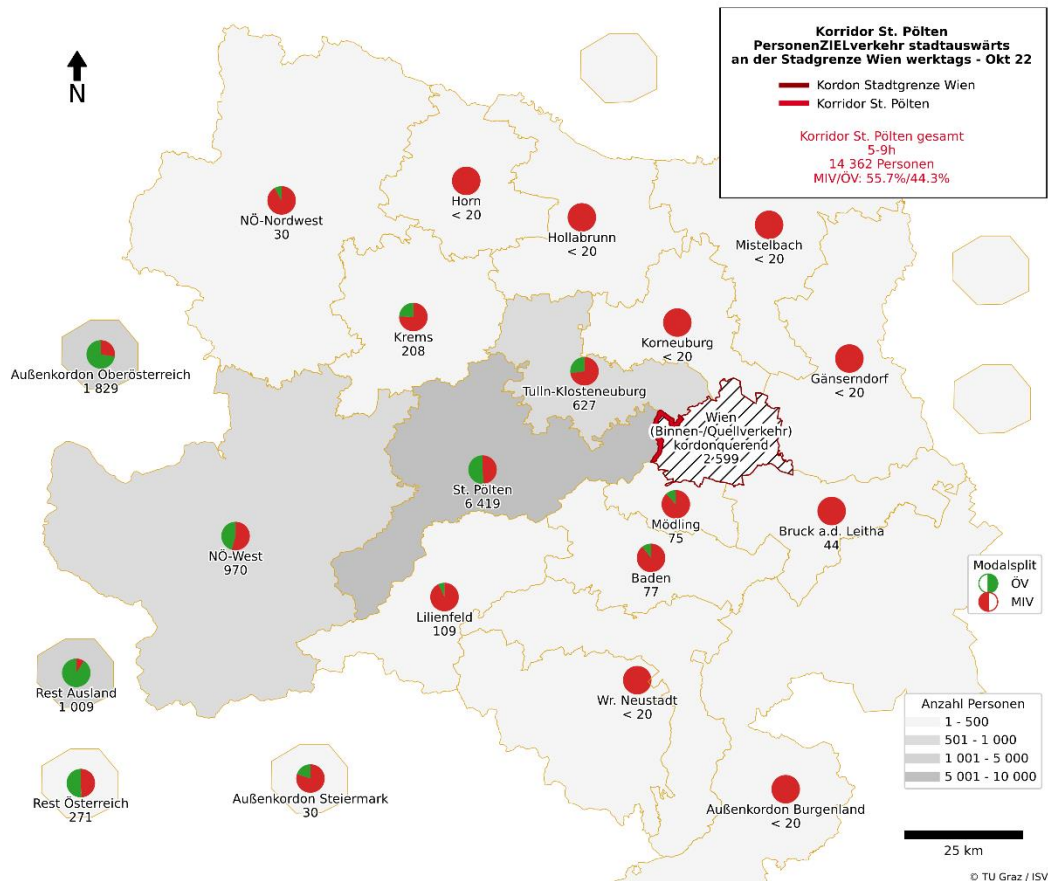 Korridor St. Pölten
PersonenZIELverkehr stadtauswärts
an der Stadgrenze Wien werktags - Okt 22
Kordon Stadtgrenze Wien
Korridor St. Pölten
Korridor St. Pölten gesamt
5-9h
14 362 Personen
MIV/ÖV: 55.7%/44.3%
N
NÖ-Nordwest
30
Horn
< 20
Hollabrunn
< 20
Mistelbach
< 20
Krems
208
Korneuburg
< 20
Gänserndorf
< 20
Außenkordon Oberösterreich
1 829
Tulln-Klosteneuburg
627
Wien
(Binnen-/Quellverkehr)
kordonquerend
2 599
St. Pölten
6 419
Mödling
75
Bruck a.d. Leitha
44
NÖ-West
970
Baden
77
Lilienfeld
109
Modalsplit
ÖV
MIV
Rest Ausland
1 009
Wr. Neustadt
< 20
Anzahl Personen
1 - 500
501 - 1 000
1 001 - 5 000
5 001 - 10 000
Rest Österreich
271
Außenkordon Steiermark
30
Außenkordon Burgenland
< 20
25 km
© TU Graz / ISV